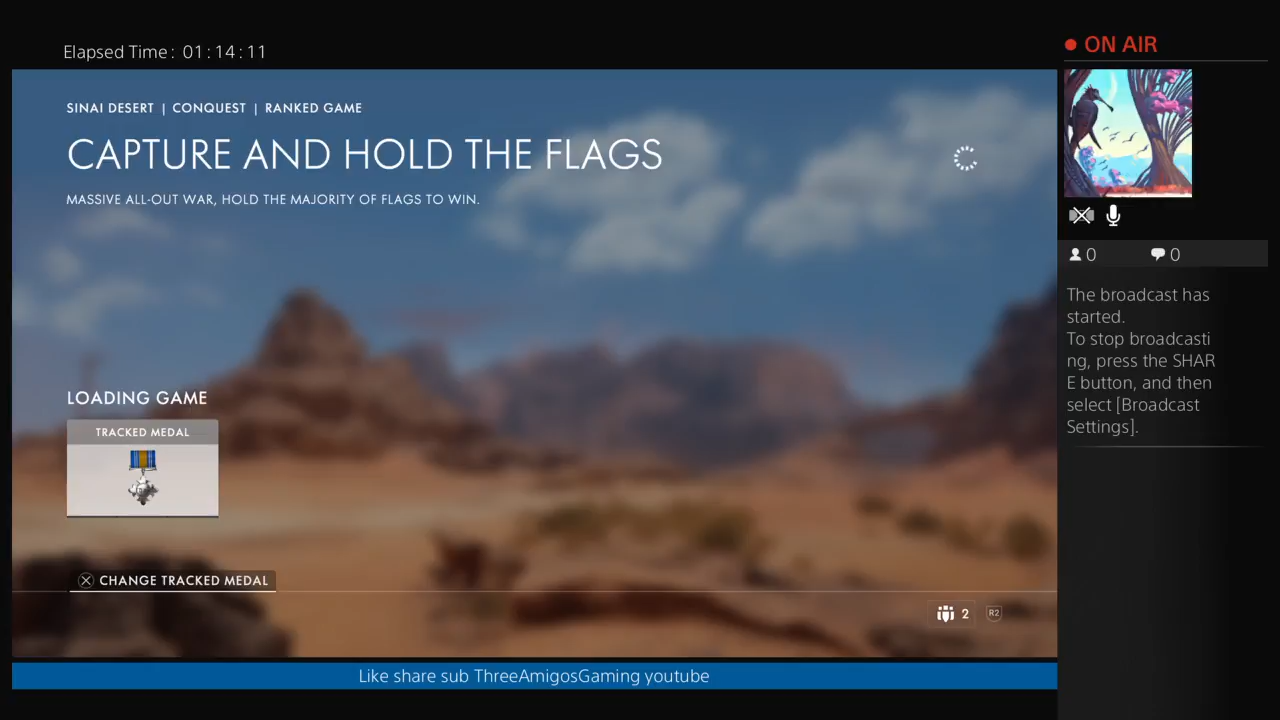 Elapsed Time: 01:14:11
ON AIR
SINAI DESERT | CONQUEST | RANKED GAME
CAPTURE AND HOLD THE FLAGS
MASSIVE ALL-OUT WAR, HOLD THE MAJORITY OF FLAGS TO WIN.
0 0
The broadcast has
started.
To stop broadcasti
ng, press the SHAR
E button, and then
select [Broadcast
Settings].
LOADING GAME
TRACKED MEDAL
CHANGE TRACKED MEDAL
2 R2
Like share sub ThreeAmigosGaming youtube